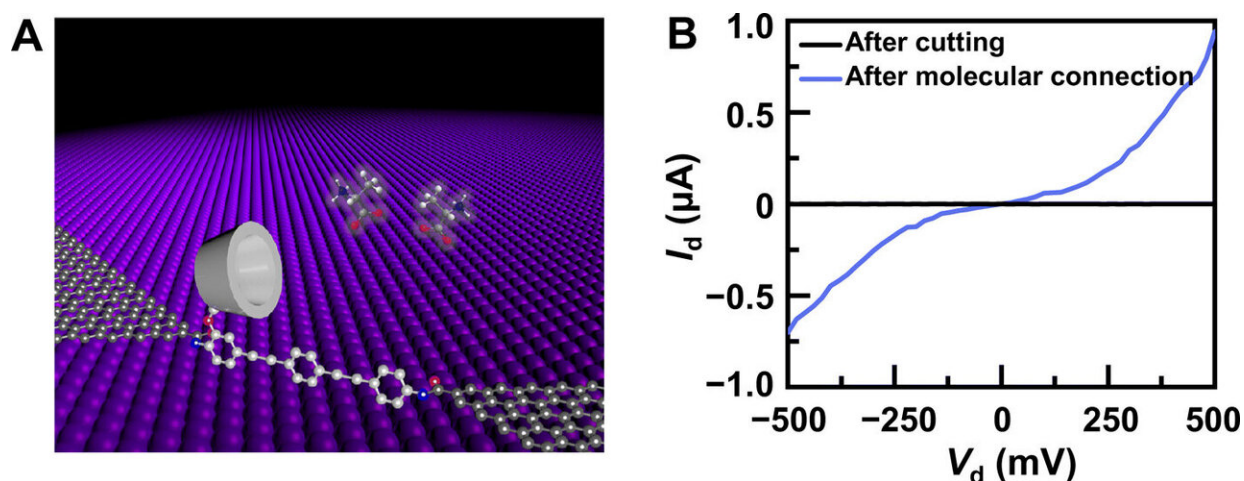 A
B
After cutting
After molecular connection
1.0
0.5
0
−0.5
−1.0
I_d (μA)
−500
−250
0
250
500
V_d (mV)